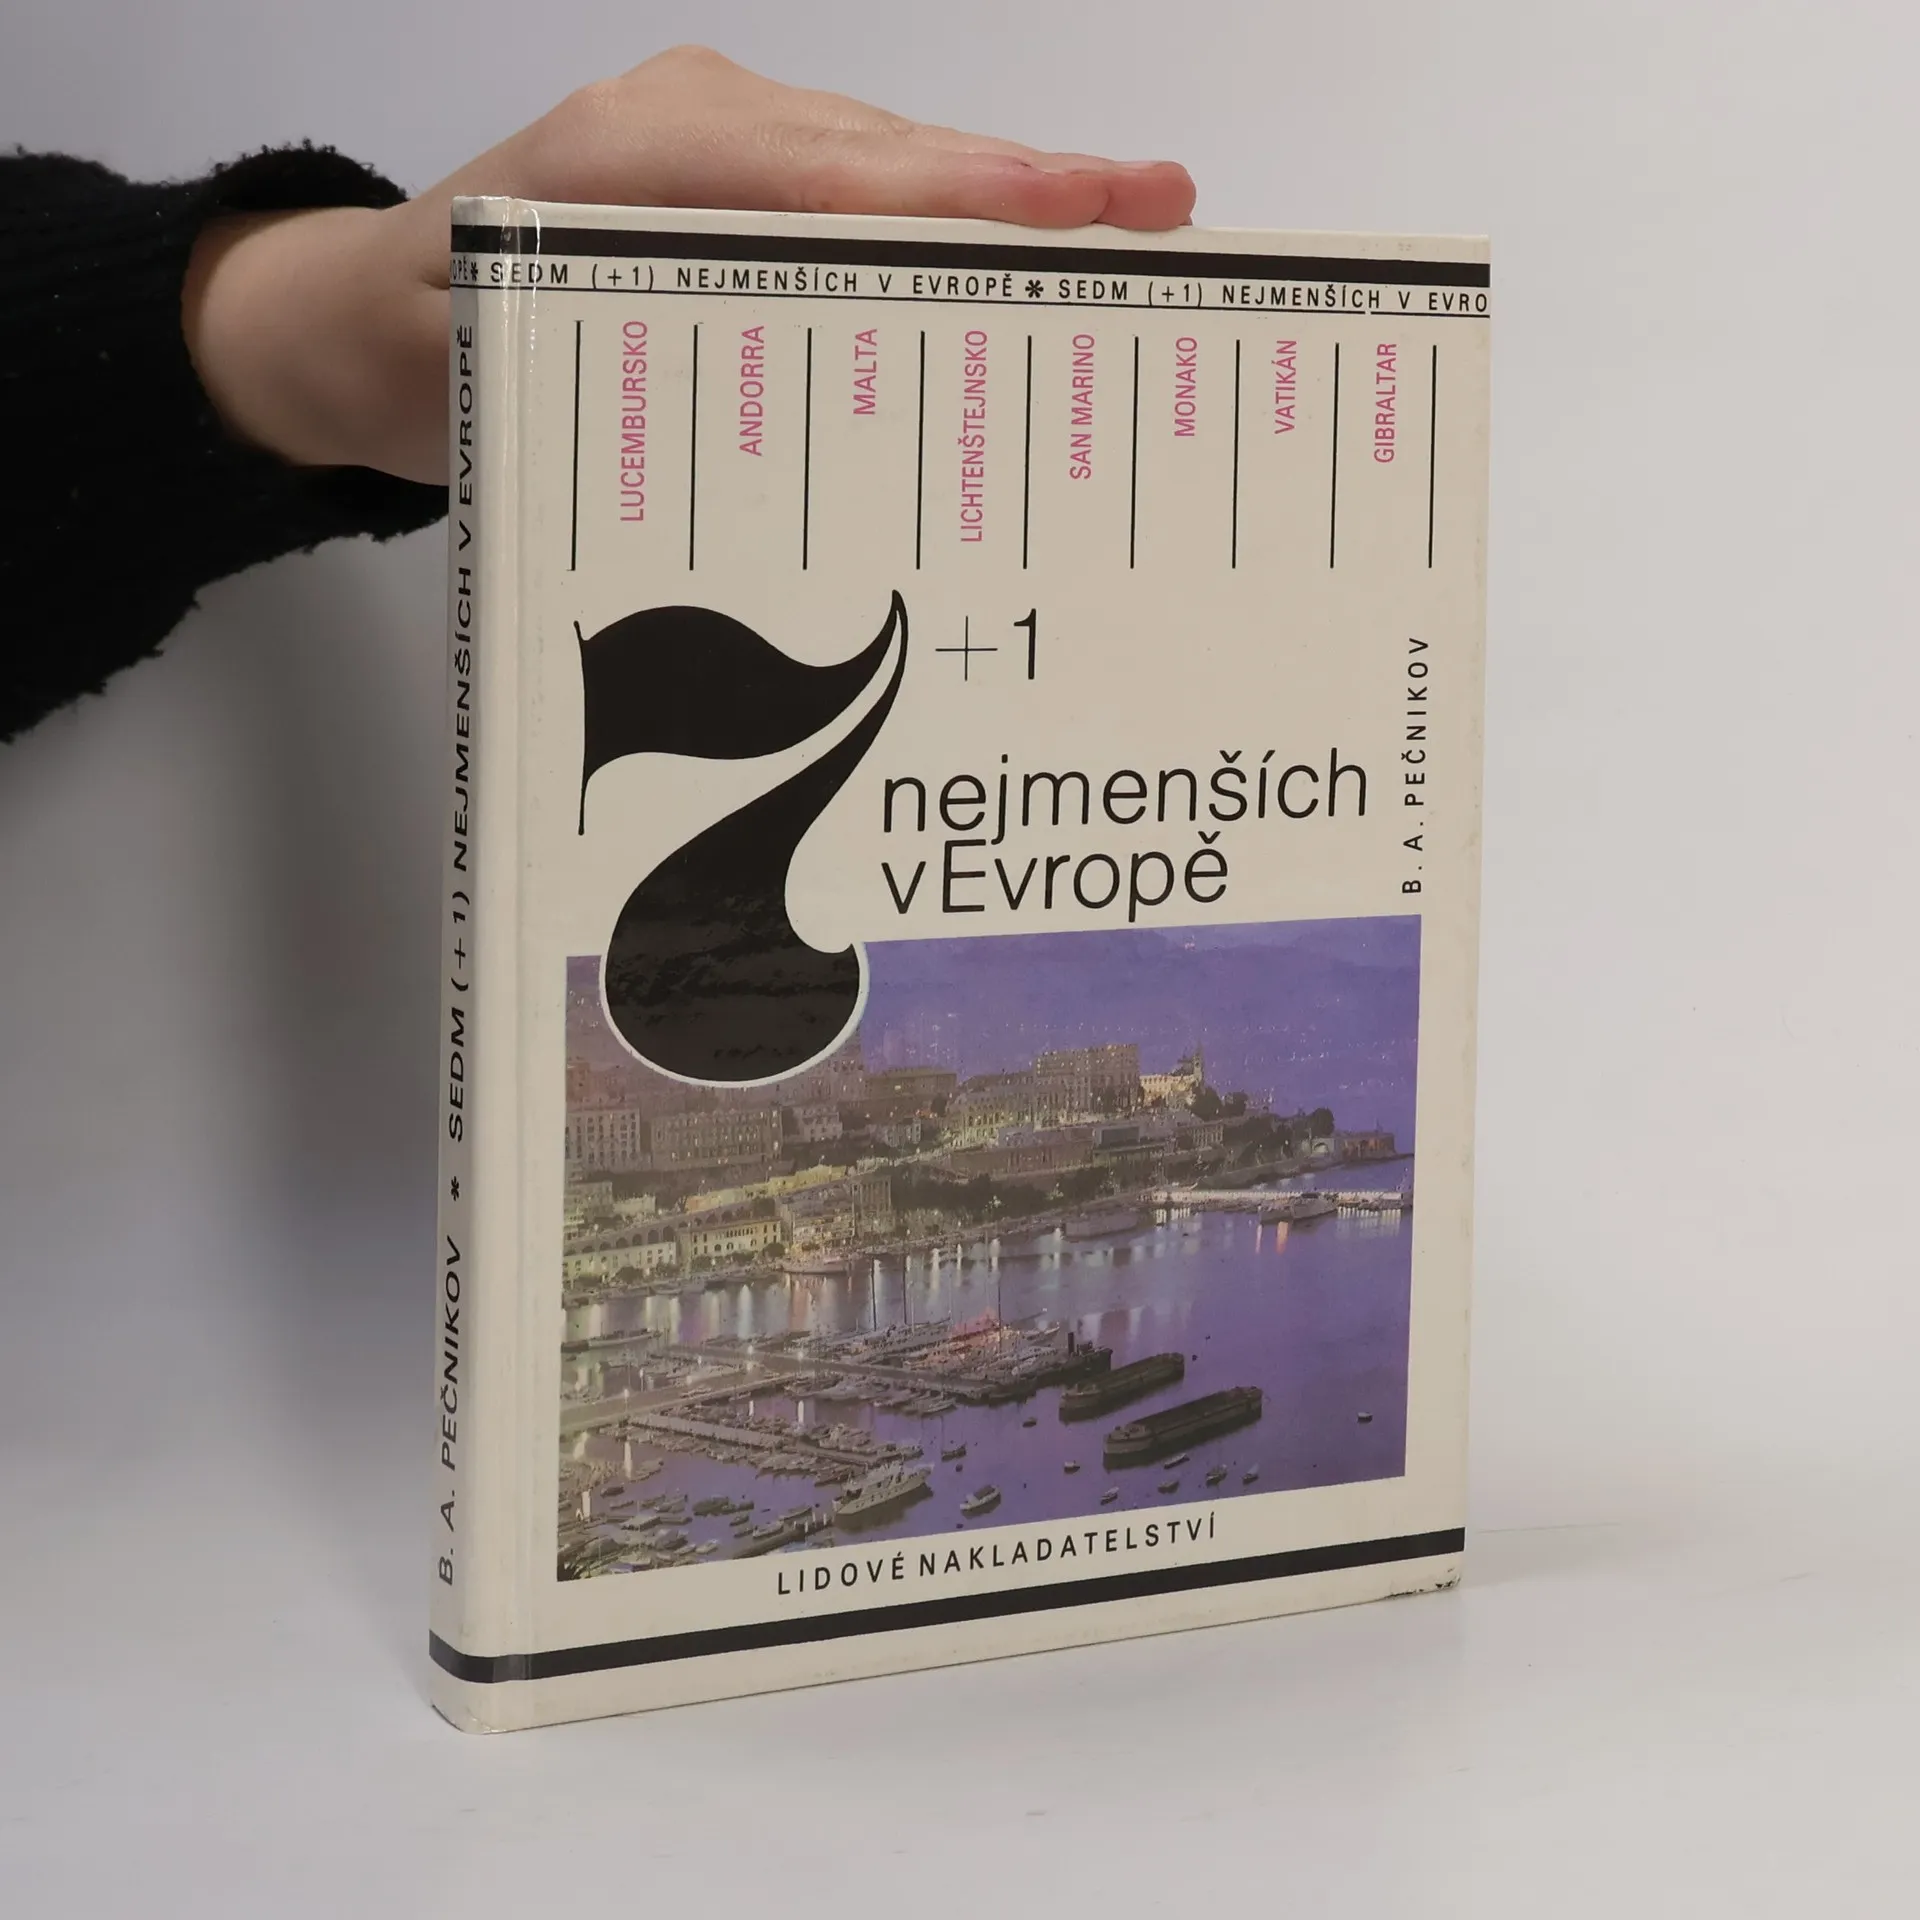 SEDM (+1) NEJMENŠÍCH V EVROPĚ * SEDM (+1) NEJMENŠÍCH V EVRO
LUCEMBURSKO
ANDORRA
MALTA
LICHTENŠTEJNSKO
SAN MARINO
MONAKO
VATIKÁN
GIBRALTAR
7 +1
nejmenších
v Evropě
B. A. PEČNIKOV
LIDOVÉ NAKLADATELSTVÍ
B. A. PEČNIKOV * SEDM (+1) NEJMENŠÍCH V EVROPĚ